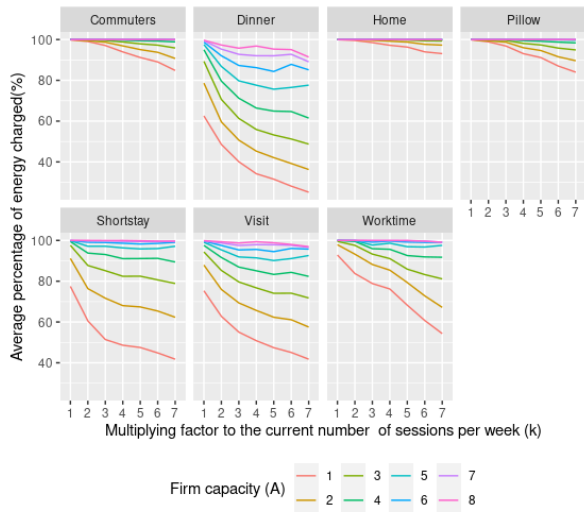 Commuters Dinner Home Pillow
100
80
60
40
1 2 3 4 5 6 7
Shortstay Visit Worktime
100
80
60
40
1 2 3 4 5 6 7 1 2 3 4 5 6 7 1 2 3 4 5 6 7
Average percentage of energy charged(%)
Multiplying factor to the current number of sessions per week (k)
Firm capacity (A)
1 3 5 7
2 4 6 8